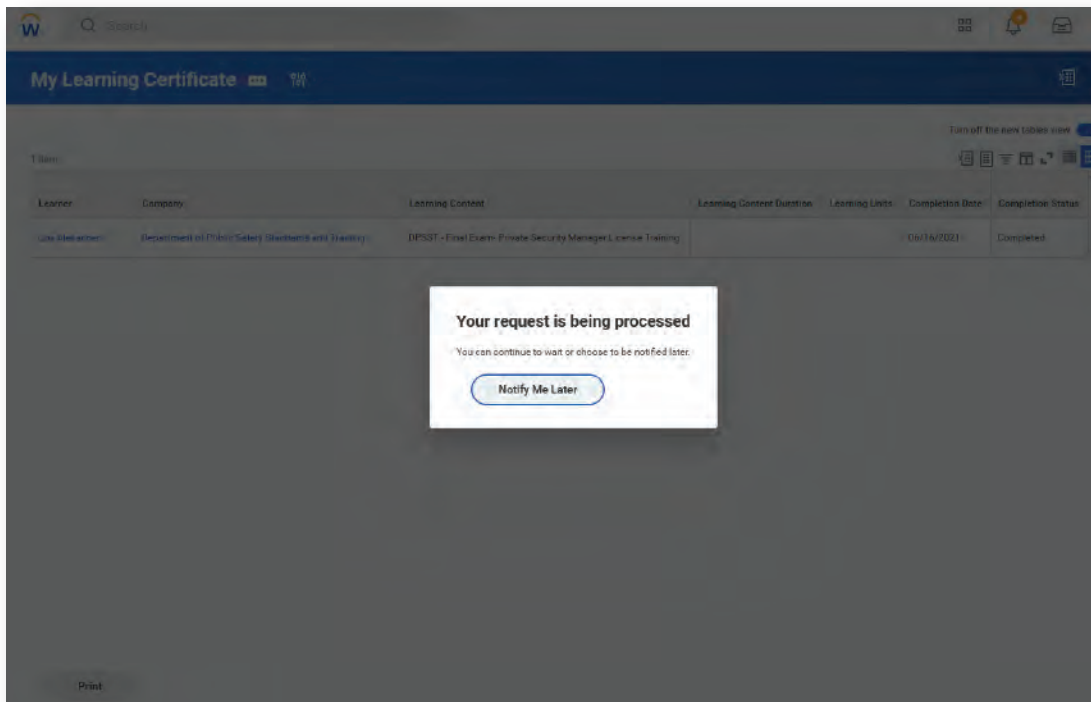 W Search
My Learning Certificate
Turn off the new tables view
1 item
Learner Company Learning Content Learning Content Duration Learning Units Completion Date Completion Status
Department of Public Safety Standards and Training DPSST - Final Exam- Private Security Manager License Training 06/16/2021 Completed
Your request is being processed
You can continue to wait or choose to be notified later.
Notify Me Later
Print